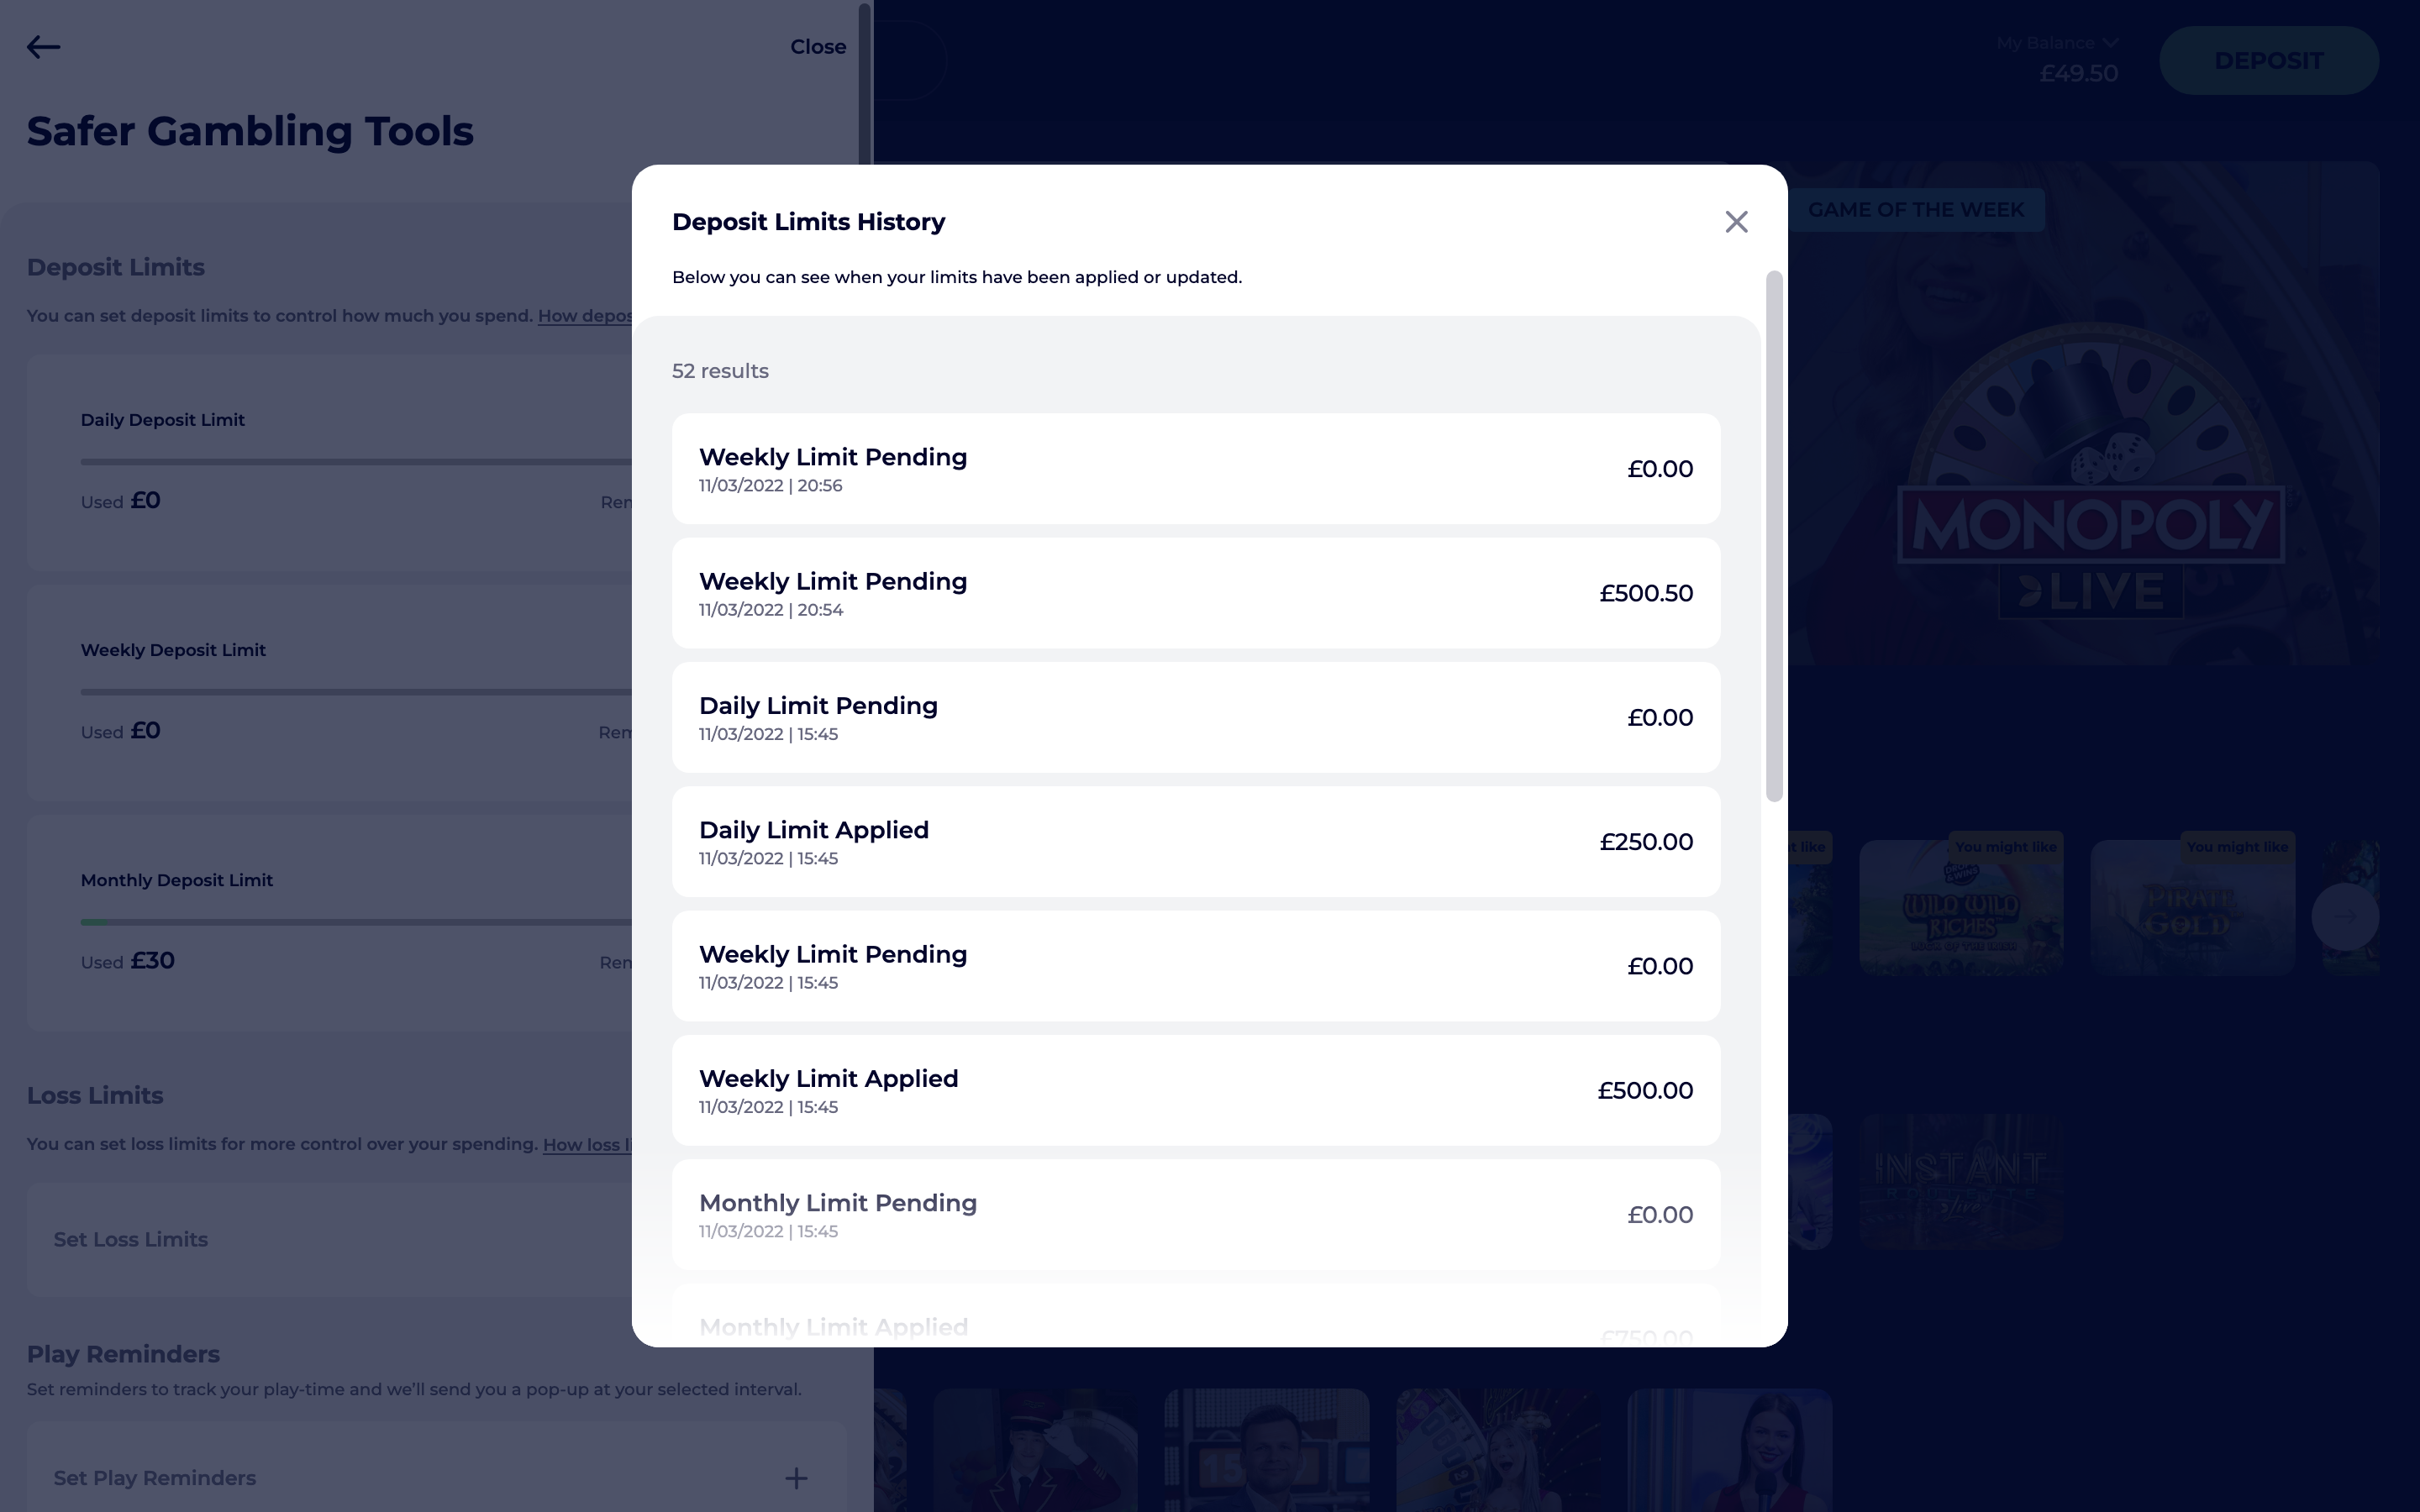 Close
Safer Gambling Tools
Deposit Limits
You can set deposit limits to control how much you spend. How depos
Daily Deposit Limit
Used £0
Ren
Weekly Deposit Limit
Used £0
Rem
Monthly Deposit Limit
Used £30
Ren
Loss Limits
You can set loss limits for more control over your spending. How loss li
Set Loss Limits
Play Reminders
Set reminders to track your play-time and we'll send you a pop-up at your selected interval.
Set Play Reminders
Deposit Limits History
Below you can see when your limits have been applied or updated.
52 results
Weekly Limit Pending
11/03/2022 | 20:56
£0.00
Weekly Limit Pending
11/03/2022 | 20:54
£500.50
Daily Limit Pending
11/03/2022 | 15:45
£0.00
Daily Limit Applied
11/03/2022 | 15:45
£250.00
Weekly Limit Pending
11/03/2022 | 15:45
£0.00
Weekly Limit Applied
11/03/2022 | 15:45
£500.00
Monthly Limit Pending
11/03/2022 | 15:45
£0.00
Monthly Limit Applied
£750.00
My Balance
£49.50
DEPOSIT
GAME OF THE WEEK
MONOPOLY
LIVE
t like
You might like
You might like
DROPS
& WINS
WILD WILD
RICHES
LUCK OF THE IRISH
PIRATE
GOLD
INSTANT
ROULETTE
live